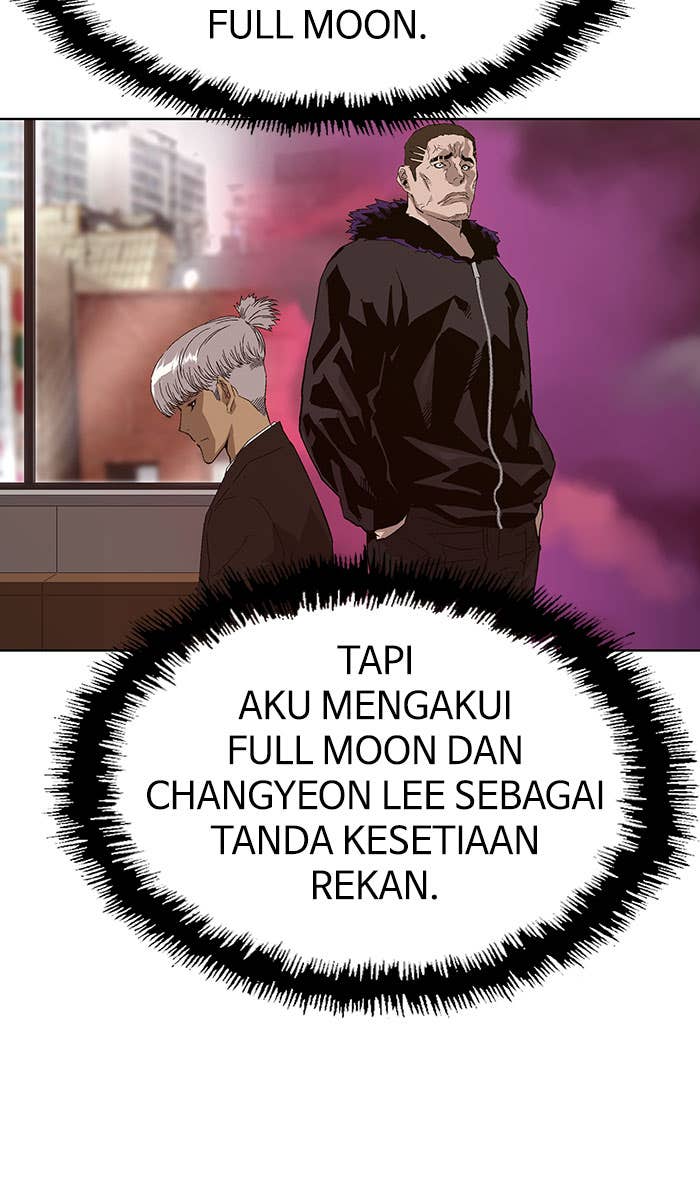 FULL MOON.
TAPI
AKU MENGAKUI
FULL MOON DAN
CHANGYEON LEE SEBAGAI
TANDA KESETIAAN
REKAN.